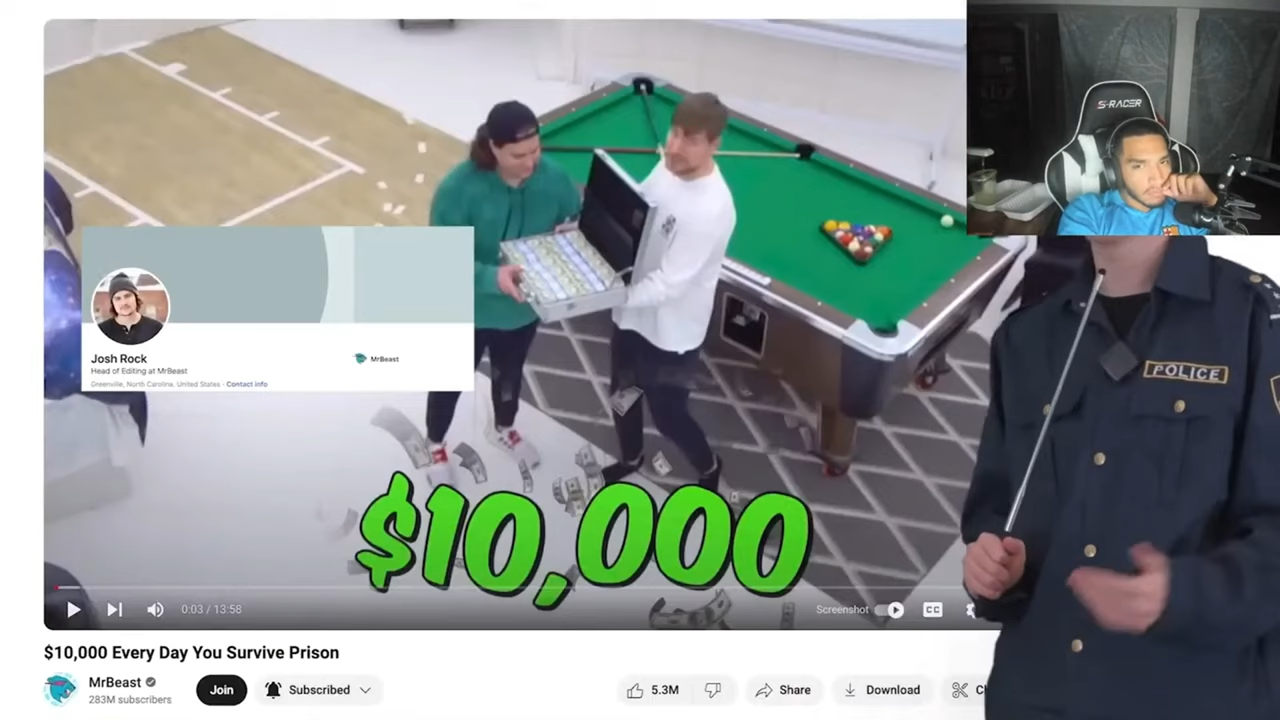 S-RACER
POLICE
Josh Rock
MrBeast
Head of Editing at MrBeast
Greenville, North Carolina, United States · Contact info
$10,000
0:03 / 13:58
Screenshot
CC
$10,000 Every Day You Survive Prison
MrBeast
283M subscribers
Join
Subscribed
5.3M
Share
Download